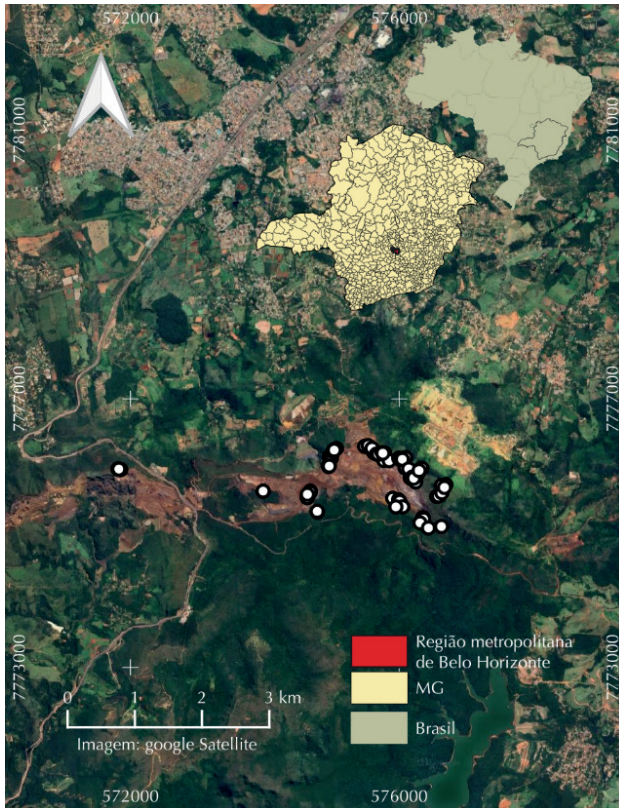 572000
576000
7781000
7781000
7777000
7777000
7773000
7773000
Região metropolitana
de Belo Horizonte
MG
Brasil
0 1 2 3 km
Imagem: google Satellite
572000
576000